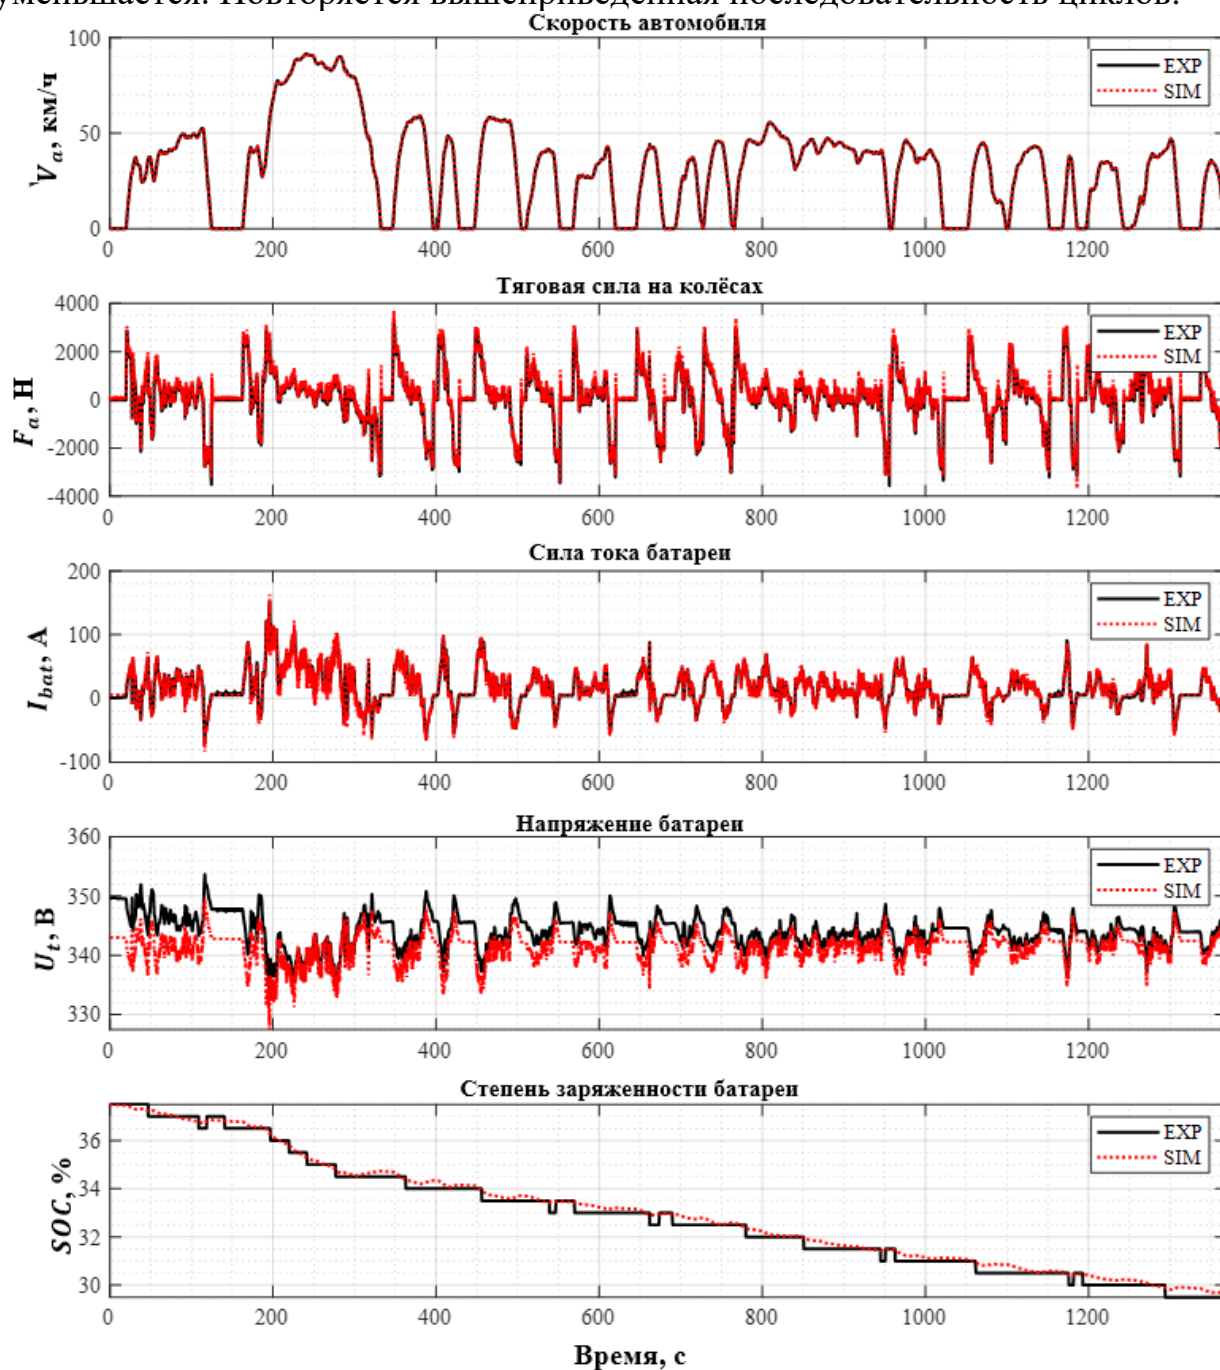 уменьшается. Повторяется вышеприведенная последовательность циклов.
Скорость автомобиля
100
50
0
V_a, км/ч
EXP
SIM
0 200 400 600 800 1000 1200
Тяговая сила на колёсах
4000
2000
0
-2000
-4000
F_a, Н
EXP
SIM
0 200 400 600 800 1000 1200
Сила тока батареи
200
100
0
-100
I_bat, А
EXP
SIM
0 200 400 600 800 1000 1200
Напряжение батареи
360
350
340
330
U_t, В
EXP
SIM
0 200 400 600 800 1000 1200
Степень заряженности батареи
36
34
32
30
SOC, %
EXP
SIM
0 200 400 600 800 1000 1200
Время, с